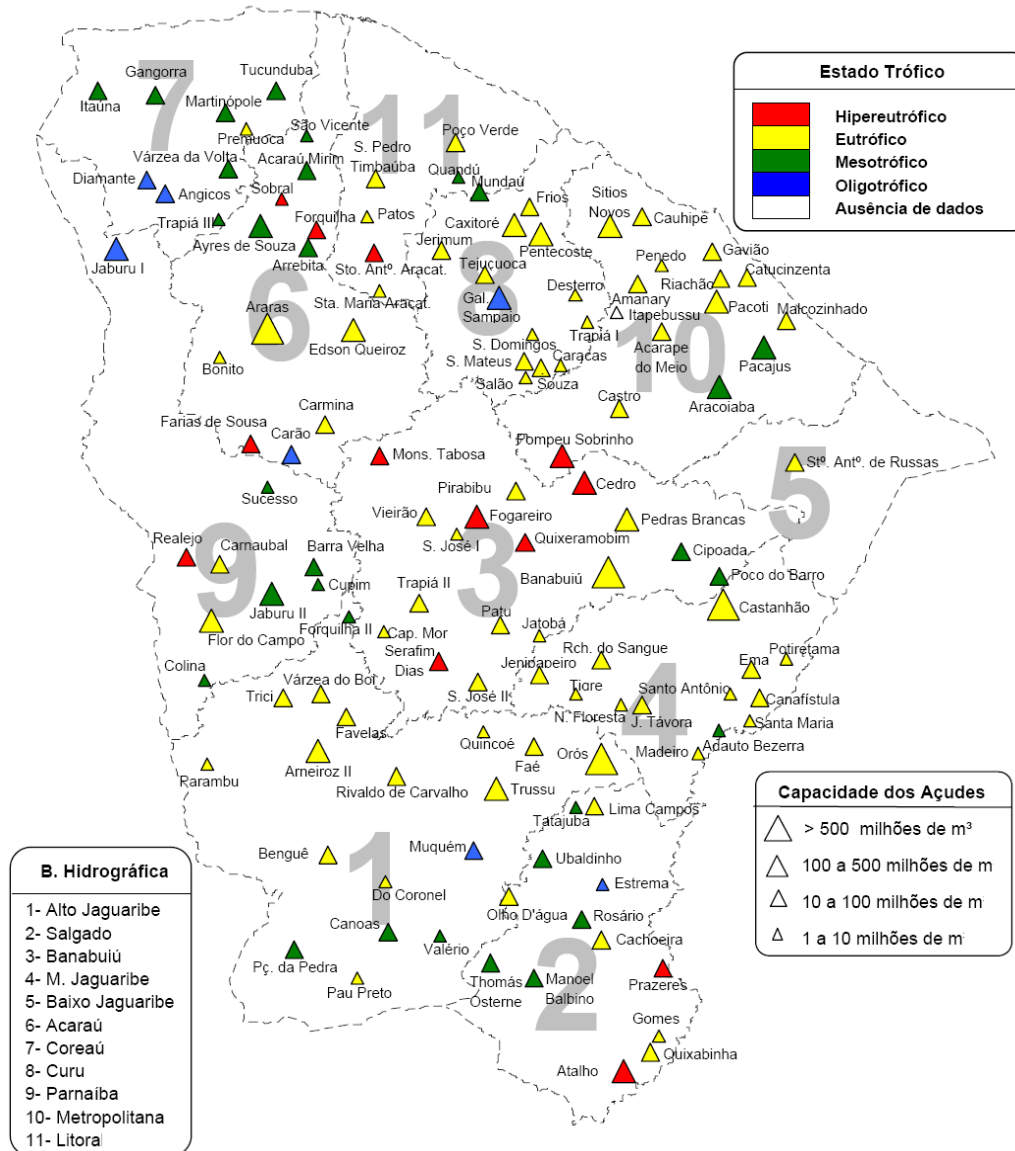 Gangorra
Tucunduba
Itaúna
Martinópole
7
Premuoca
São Vicente
11
Poço Verde
S. Pedro
Timbaúba
Várzea da Volta
Acaraú Mirim
Quandú
Mundaú
Diamante
Angicos
Sobral
Frios
Sitios
Novos
Trapiá III
Forquilha
Patos
Caxitoré
Cauhipe
Ayres de Souza
Jerimum
Pentecoste
Gavião
Jaburu I
Arrebita
Sto. Antº. Aracat.
8
Tejuçuoca
Penedo
Catucinzenta
Riachão
Desterro
Sta. Maria Aracat.
Gal.
Sampaio
Amanary
Itapebussu
Pacoti
Malcozinhado
Araras
6
Edson Queiroz
Trapiá I
S. Domingos
10
Acarape
do Meio
Pacajus
Bonito
S. Mateus
Caracas
Salão
Souza
Aracoiaba
Castro
Carmina
Farias de Sousa
Carão
Mons. Tabosa
Pompeu Sobrinho
Stº. Antº. de Russas
5
Sucesso
Pirabibu
Cedro
Vieirão
Fogareiro
Pedras Brancas
3
S. José I
Quixeramobim
Realejo
Carnaubal
Barra Velha
Cipoada
9
Cupim
Trapiá II
Banabuiú
Poco do Barro
Jaburu II
Castanhão
Forquilha II
Patu
Jatobá
Flor do Campo
Cap. Mor
Serafim
Dias
Rch. do Sangue
Potiretama
Ema
Colina
Jenipapeiro
Tigre
Santo Antônio
Canafístula
Várzea do Boi
Trici
S. José II
N. Floresta
J. Távora
4
Santa Maria
Favelas
Quincoé
Faé
Orós
Madeiro
Adauto Bezerra
Arneiroz II
Parambu
Rivaldo de Carvalho
Trussu
Tatajuba
Lima Campos
Benguê
1
Muquém
Ubaldinho
Do Coronel
Estrema
Olho D'água
Rosário
Canoas
Valério
Cachoeira
Pç. da Pedra
Thomás
Osterne
Manoel
Balbino
2
Prazeres
Pau Preto
Gomes
Quixabinha
Atalho
Estado Trófico
Hipereutrófico
Eutrófico
Mesotrófico
Oligotrófico
Ausência de dados
Capacidade dos Açudes
> 500 milhões de m³
100 a 500 milhões de m
10 a 100 milhões de m
1 a 10 milhões de m
B. Hidrográfica
1- Alto Jaguaribe
2- Salgado
3- Banabuiú
4- M. Jaguaribe
5- Baixo Jaguaribe
6- Acaraú
7- Coreaú
8- Curu
9- Parnaíba
10- Metropolitana
11- Litoral